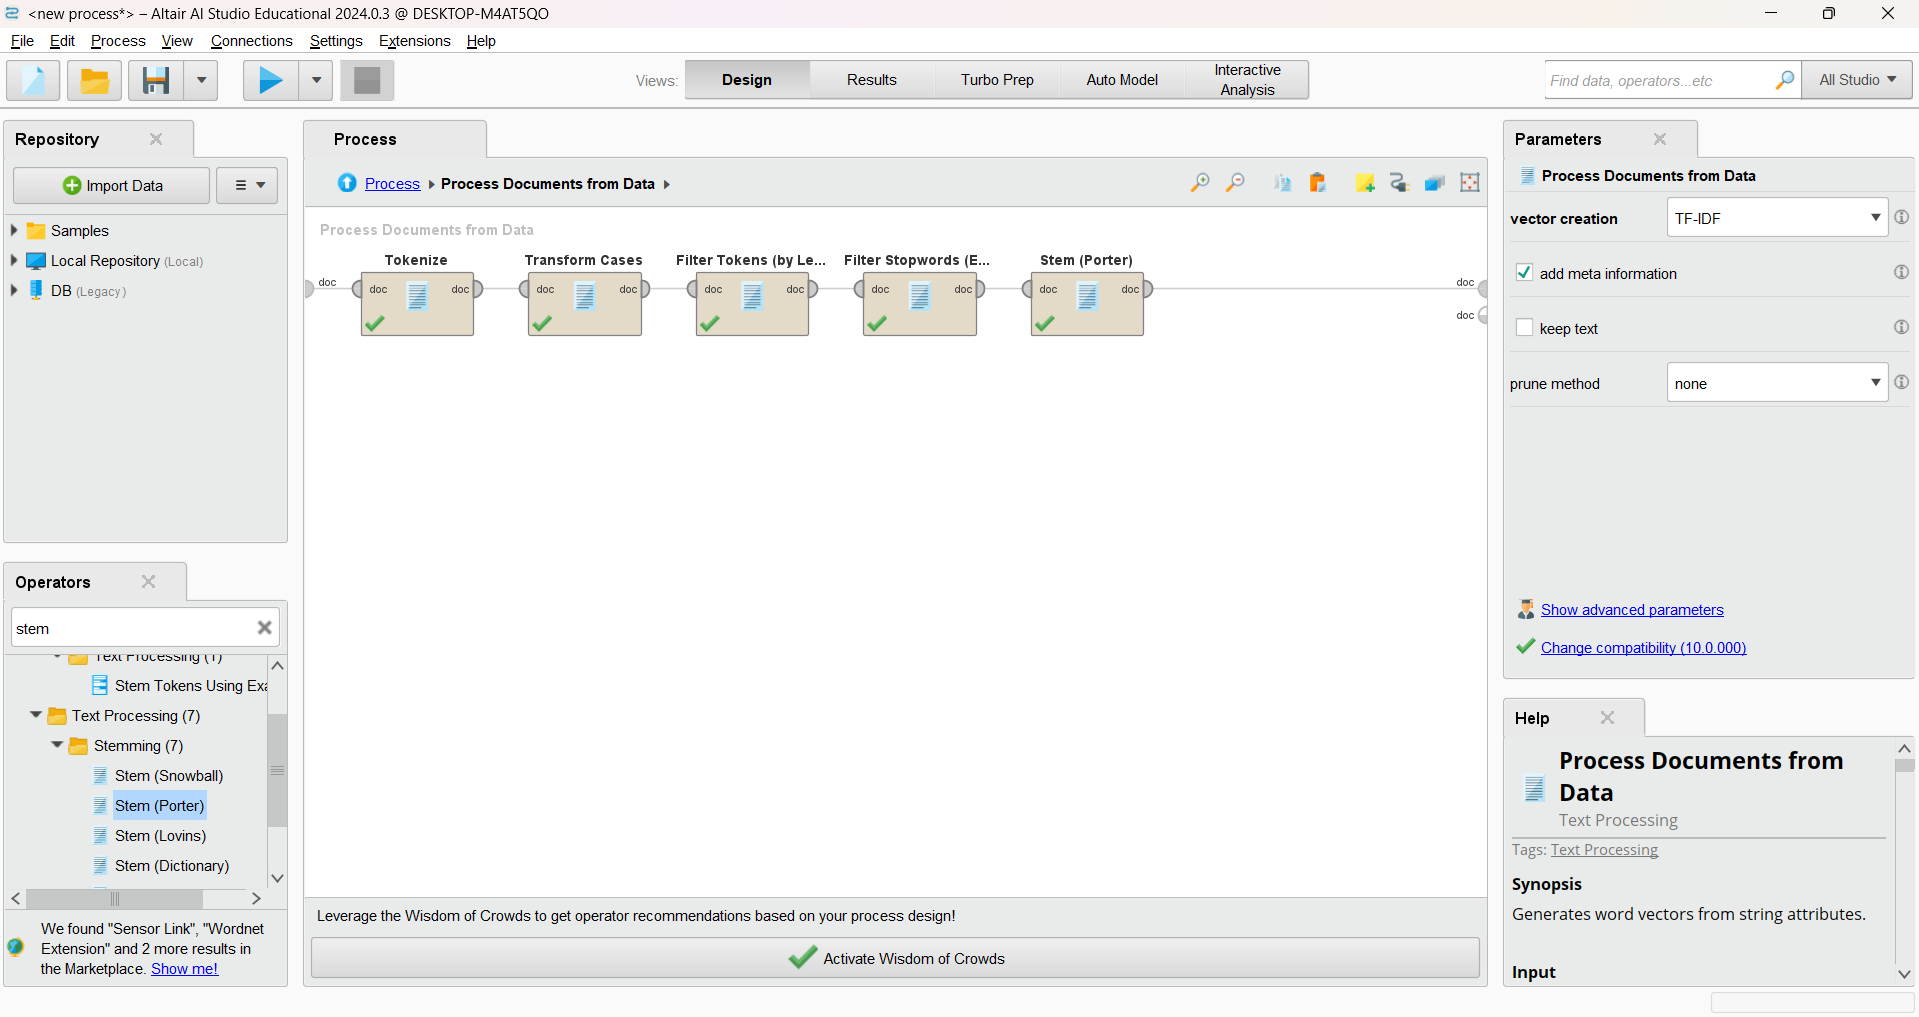 <new process*> – Altair AI Studio Educational 2024.0.3 @ DESKTOP-M4AT5QO
File Edit Process View Connections Settings Extensions Help
Views: Design Results Turbo Prep Auto Model Interactive Analysis
Find data, operators...etc All Studio
Repository
Import Data
Samples
Local Repository (Local)
DB (Legacy)
Operators
stem
Text Processing (1)
Stem Tokens Using Exa
Text Processing (7)
Stemming (7)
Stem (Snowball)
Stem (Porter)
Stem (Lovins)
Stem (Dictionary)
We found "Sensor Link", "Wordnet
Extension" and 2 more results in
the Marketplace. Show me!
Process
Process Process Documents from Data
Process Documents from Data
Tokenize Transform Cases Filter Tokens (by Le... Filter Stopwords (E... Stem (Porter)
doc doc doc doc doc doc doc doc doc doc doc doc
doc
Leverage the Wisdom of Crowds to get operator recommendations based on your process design!
Activate Wisdom of Crowds
Parameters
Process Documents from Data
vector creation TF-IDF
add meta information
keep text
prune method none
Show advanced parameters
Change compatibility (10.0.000)
Help
Process Documents from
Data
Text Processing
Tags: Text Processing
Synopsis
Generates word vectors from string attributes.
Input